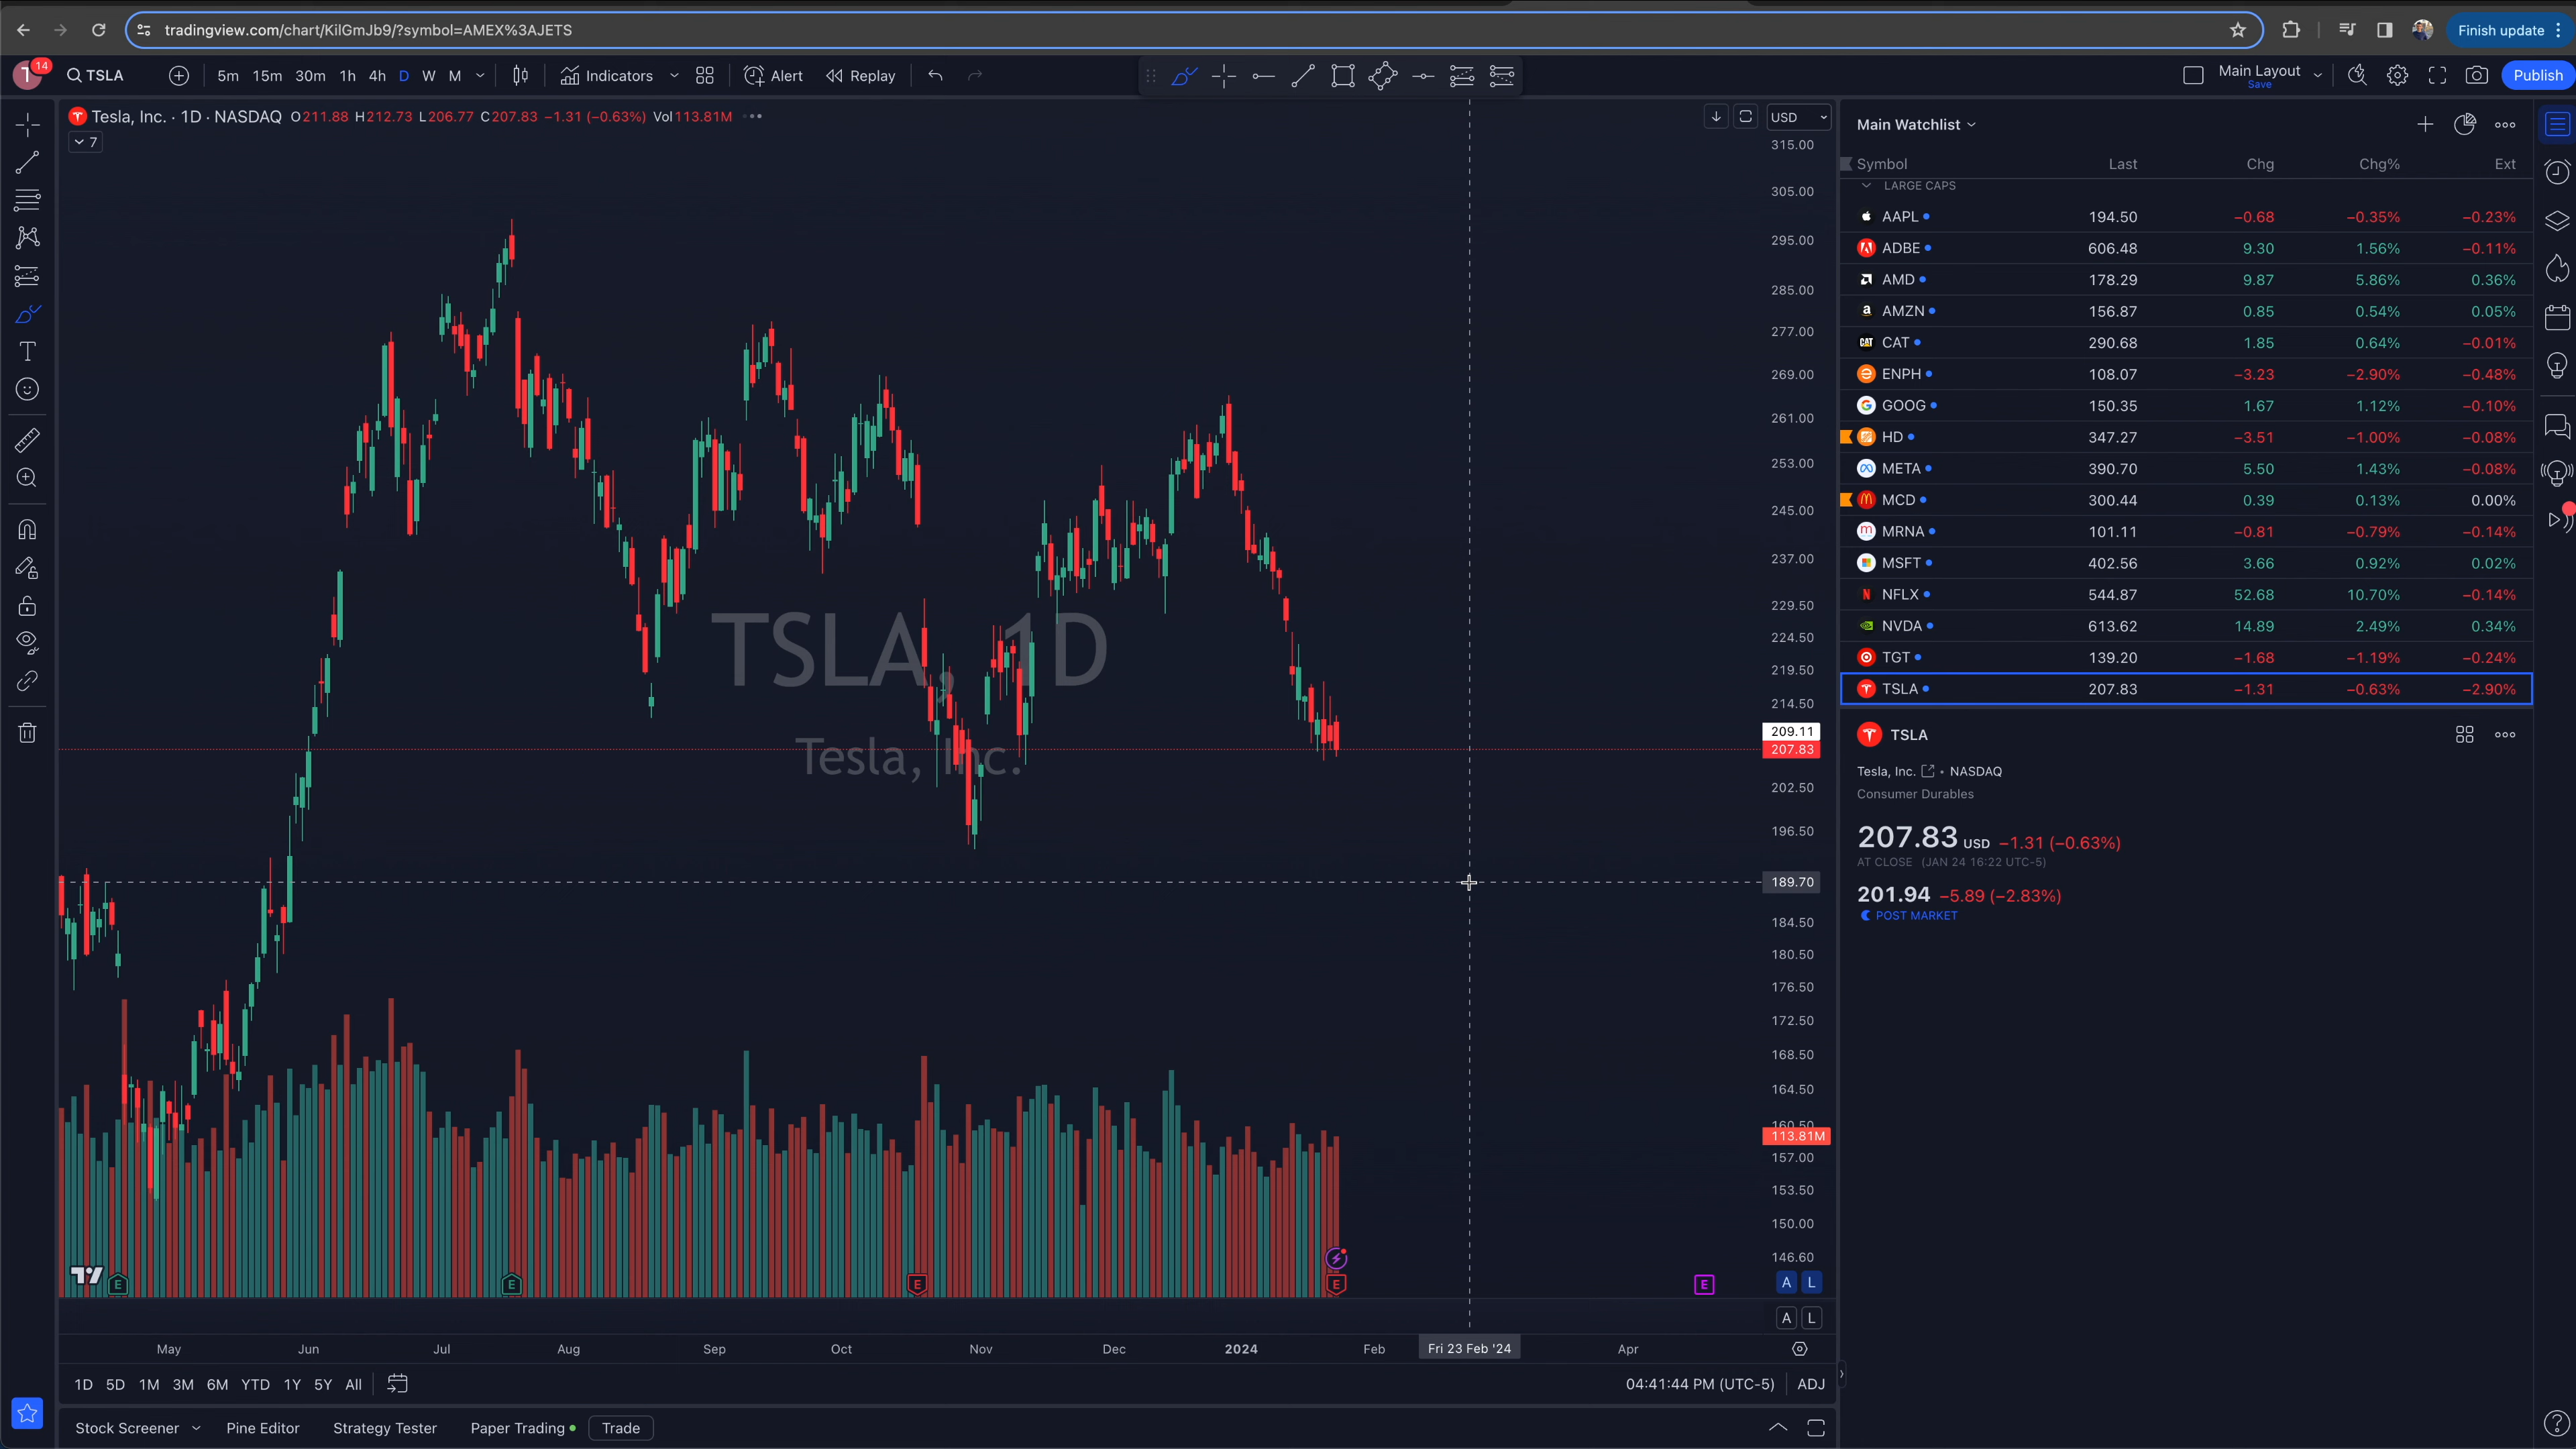 tradingview.com/chart/KilGmJb9/?symbol=AMEX%3AJETS
Finish update
14
TSLA
5m 15m 30m 1h 4h D W M
Indicators
Alert
Replay
Main Layout
Save
Publish
Tesla, Inc. · 1D · NASDAQ O211.88 H212.73 L206.77 C207.83 −1.31 (−0.63%) Vol113.81M
7
USD
TSLA, 1D
Tesla, Inc.
315.00
305.00
295.00
285.00
277.00
269.00
261.00
253.00
245.00
237.00
229.50
224.50
219.50
214.50
209.11
207.83
202.50
196.50
189.70
184.50
180.50
176.50
172.50
168.50
164.50
160.50
113.81M
157.00
153.50
150.00
146.60
E E E E E
A L
A L
May Jun Jul Aug Sep Oct Nov Dec 2024 Feb Fri 23 Feb '24 Apr
1D 5D 1M 3M 6M YTD 1Y 5Y All
04:41:44 PM (UTC-5) ADJ
Stock Screener Pine Editor Strategy Tester Paper Trading Trade
Main Watchlist
Symbol Last Chg Chg% Ext
LARGE CAPS
AAPL 194.50 −0.68 −0.35% −0.23%
ADBE 606.48 9.30 1.56% −0.11%
AMD 178.29 9.87 5.86% 0.36%
AMZN 156.87 0.85 0.54% 0.05%
CAT 290.68 1.85 0.64% −0.01%
ENPH 108.07 −3.23 −2.90% −0.48%
GOOG 150.35 1.67 1.12% −0.10%
HD 347.27 −3.51 −1.00% −0.08%
META 390.70 5.50 1.43% −0.08%
MCD 300.44 0.39 0.13% 0.00%
MRNA 101.11 −0.81 −0.79% −0.14%
MSFT 402.56 3.66 0.92% 0.02%
NFLX 544.87 52.68 10.70% −0.14%
NVDA 613.62 14.89 2.49% 0.34%
TGT 139.20 −1.68 −1.19% −0.24%
TSLA 207.83 −1.31 −0.63% −2.90%
TSLA
Tesla, Inc. • NASDAQ
Consumer Durables
207.83 USD −1.31 (−0.63%)
AT CLOSE (JAN 24 16:22 UTC-5)
201.94 −5.89 (−2.83%)
POST MARKET